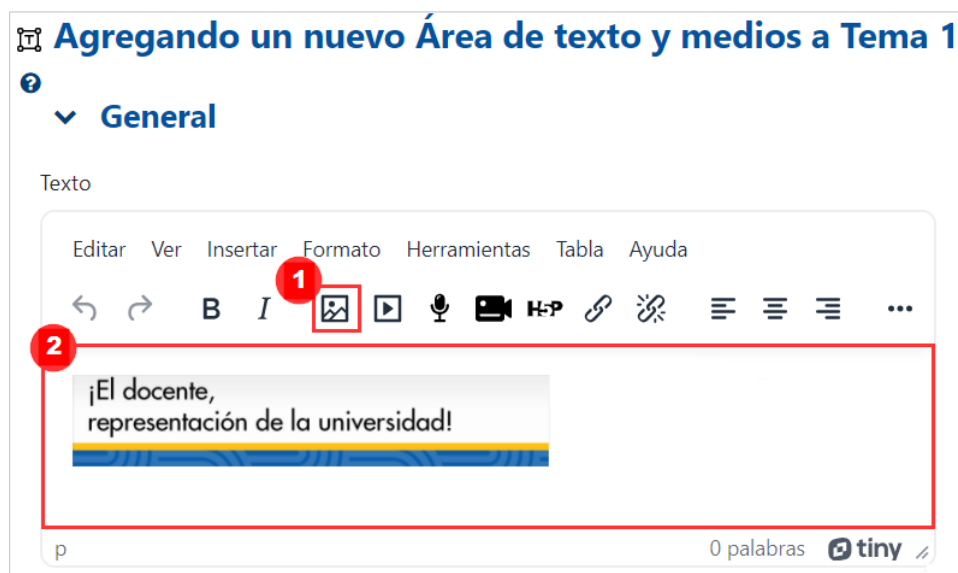 Agregando un nuevo Área de texto y medios a Tema 1
?
General
Texto
Editar Ver Insertar Formato Herramientas Tabla Ayuda
1
B I H5P ...
2
¡El docente,
representación de la universidad!
p 0 palabras tiny